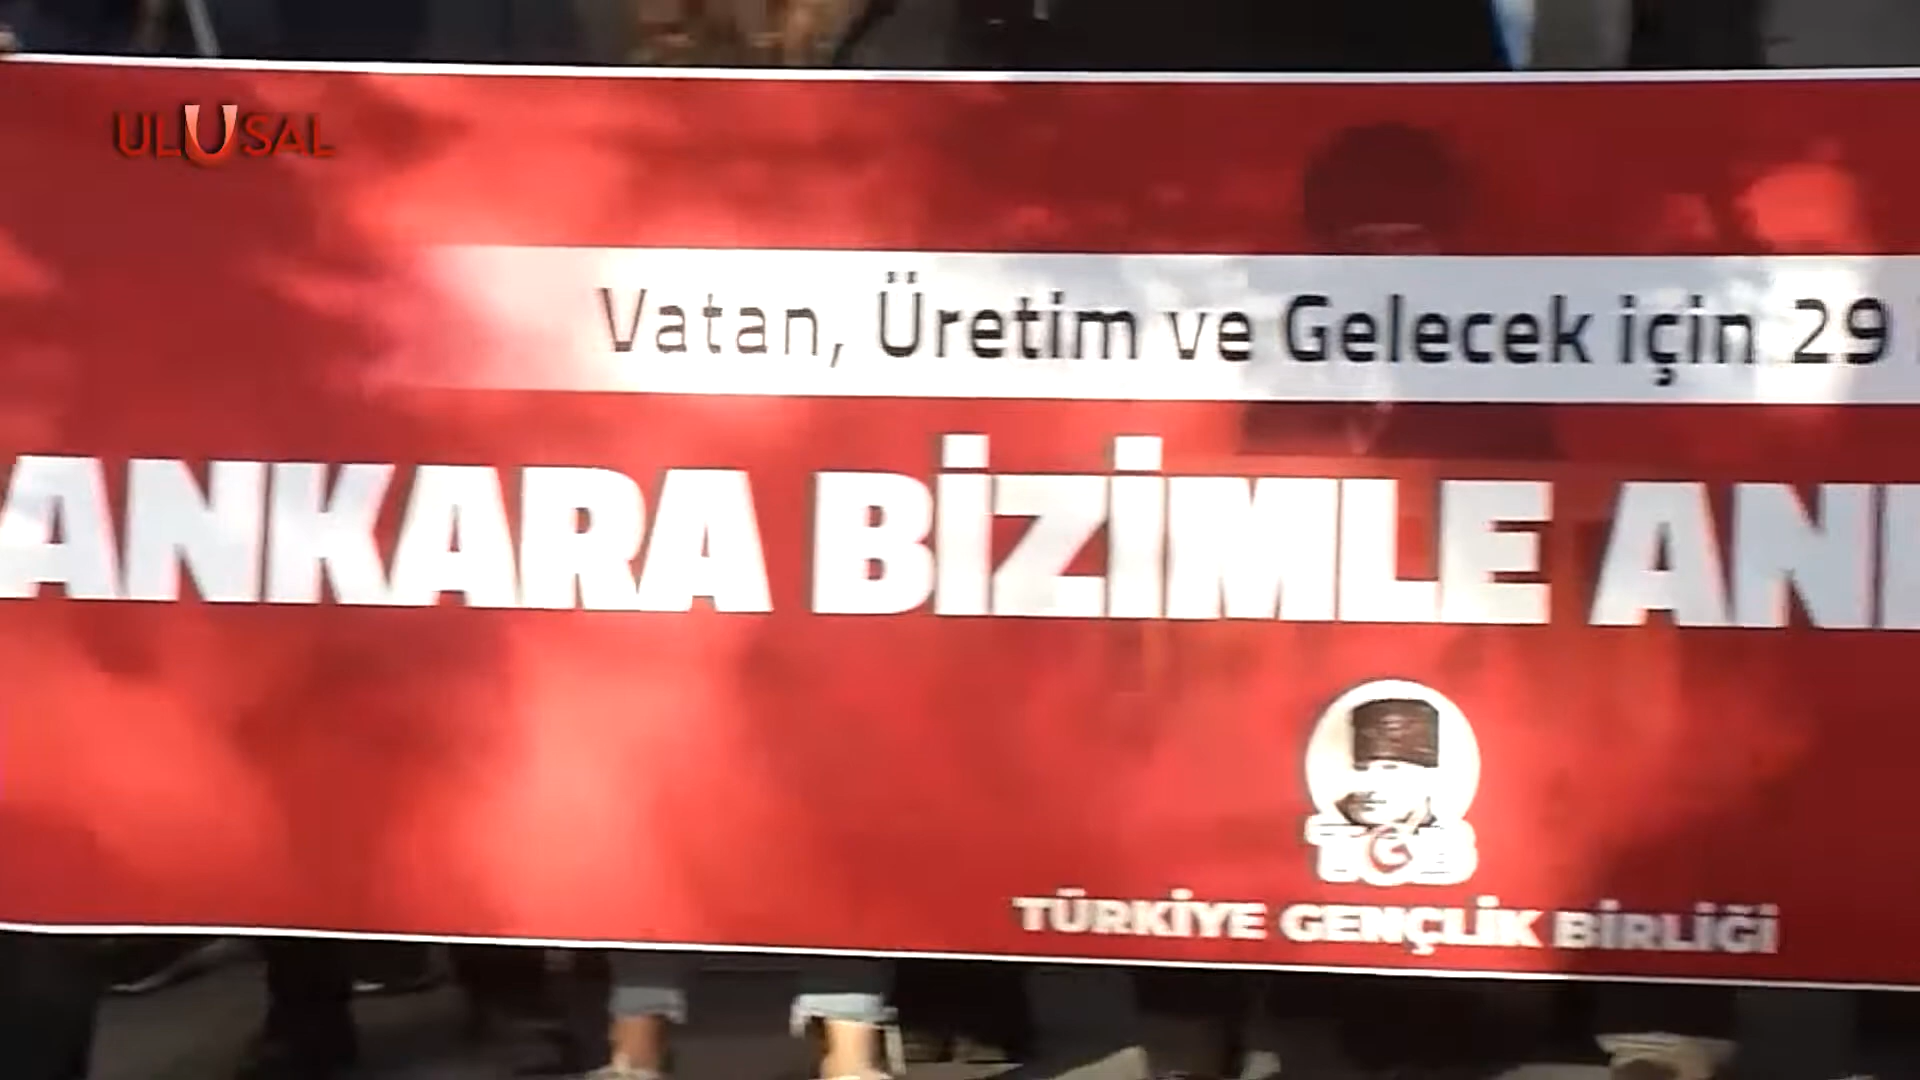 ULUSAL
Vatan, Üretim ve Gelecek için 29
ANKARA BİZİMLE AN
TGB
TÜRKİYE GENÇLİK BİRLİĞİ